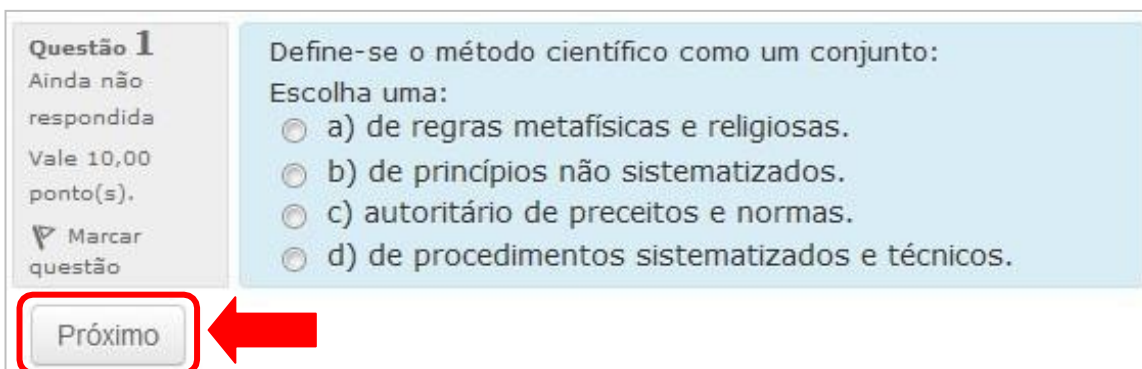 Questão 1
Ainda não
respondida
Vale 10,00
ponto(s).
Marcar
questão
Define-se o método científico como um conjunto:
Escolha uma:
a) de regras metafísicas e religiosas.
b) de princípios não sistematizados.
c) autoritário de preceitos e normas.
d) de procedimentos sistematizados e técnicos.
Próximo